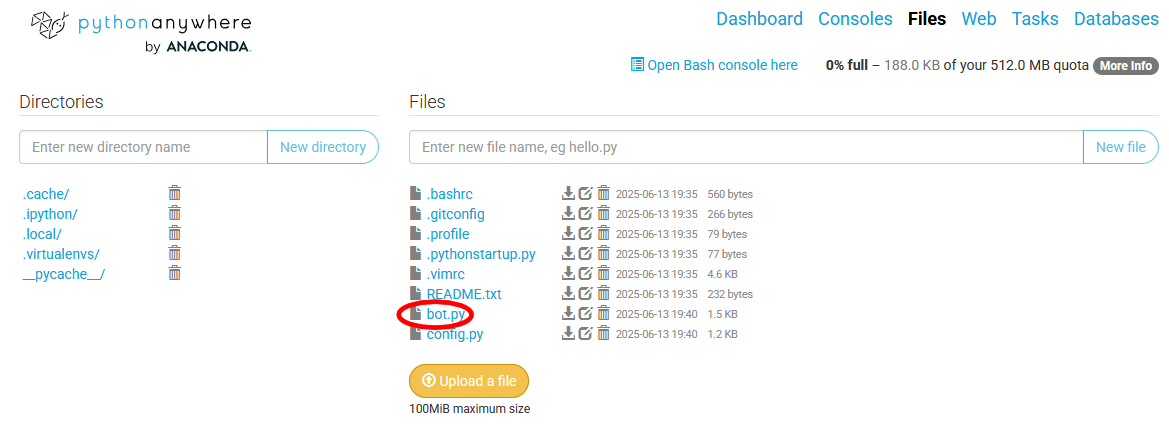 pythonanywhere
by ANACONDA.
Dashboard Consoles Files Web Tasks Databases
Open Bash console here 0% full – 188.0 KB of your 512.0 MB quota More Info
Directories
Enter new directory name New directory
.cache/
.ipython/
.local/
.virtualenvs/
__pycache__/
Files
Enter new file name, eg hello.py New file
.bashrc 2025-06-13 19:35 560 bytes
.gitconfig 2025-06-13 19:35 266 bytes
.profile 2025-06-13 19:35 79 bytes
.pythonstartup.py 2025-06-13 19:35 77 bytes
.vimrc 2025-06-13 19:35 4.6 KB
README.txt 2025-06-13 19:35 232 bytes
bot.py 2025-06-13 19:40 1.5 KB
config.py 2025-06-13 19:40 1.2 KB
Upload a file
100MiB maximum size